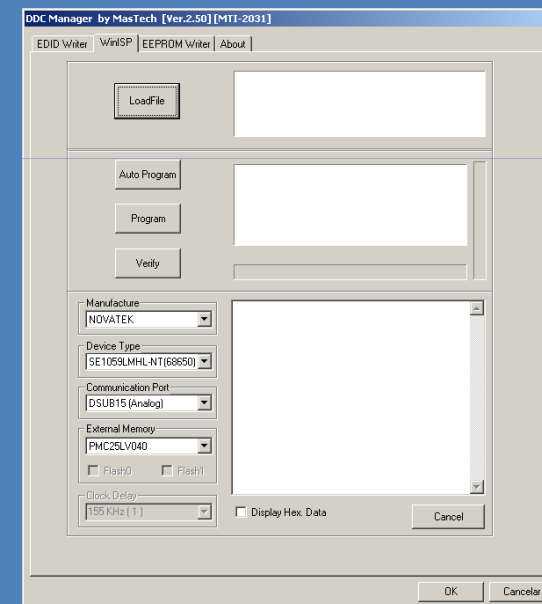 DDC Manager by MasTech [Ver.2.50] [MTI-2031]
EDID Writer WinISP EEPROM Writer About
LoadFile
Auto Program
Program
Verify
Manufacture
NOVATEK
Device Type
SE1059LMHL-NT(68650)
Communication Port
DSUB15 (Analog)
External Memory
PMC25LV040
Flash0 Flash1
Clock Delay
155 KHz ( 1 )
Display Hex. Data
Cancel
OK Cancelar